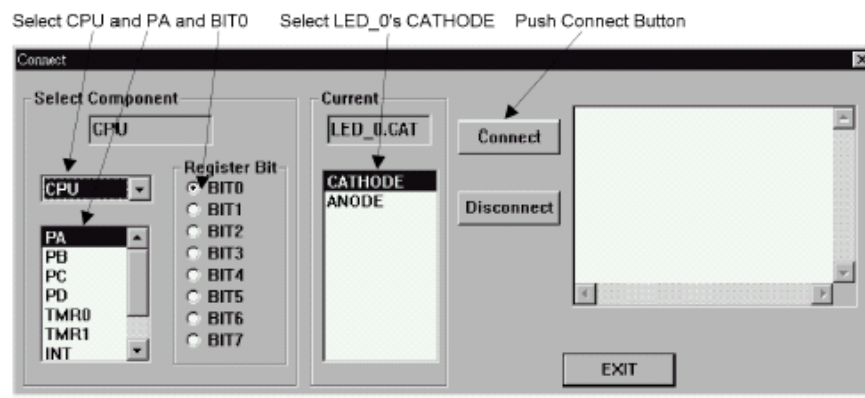 Select CPU and PA and BIT0
Select LED_0's CATHODE
Push Connect Button
Connect
Select Component
CPU
CPU
PA
PB
PC
PD
TMR0
TMR1
INT
Register Bit
BIT0
BIT1
BIT2
BIT3
BIT4
BIT5
BIT6
BIT7
Current
LED_0.CAT
CATHODE
ANODE
Connect
Disconnect
EXIT